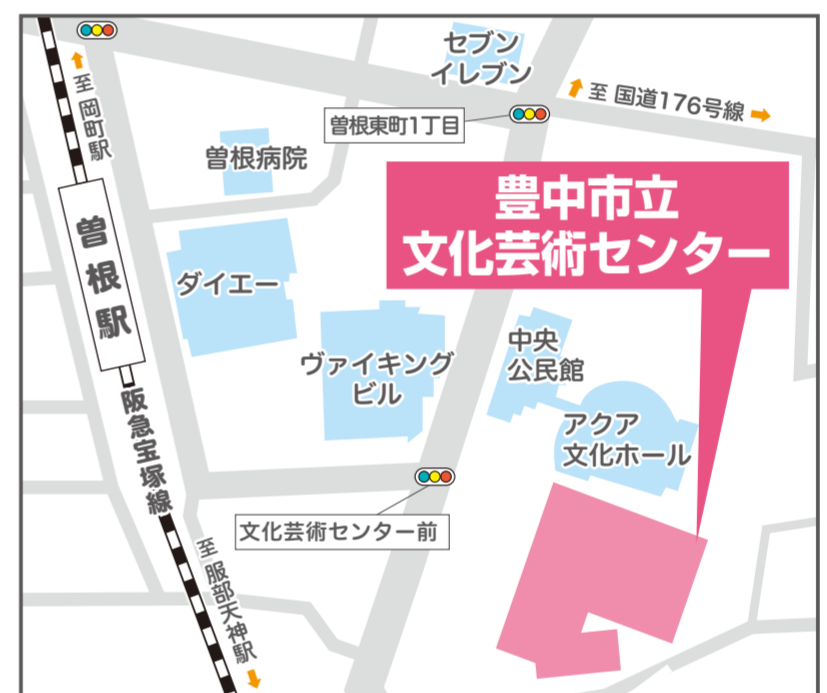 セブン
イレブン
至 岡町駅
至 国道176号線
曽根東町1丁目
曽根病院
豊中市立
文化芸術センター
曽根駅
ダイエー
中央
公民館
ヴァイキング
ビル
阪急宝塚線
アクア
文化ホール
文化芸術センター前
至 服部天神駅